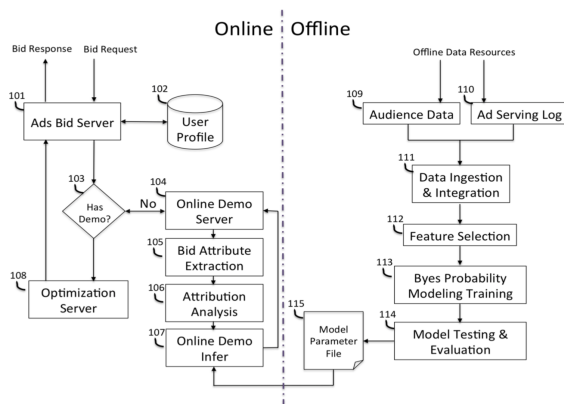 Online Offline
Bid Response Bid Request
Offline Data Resources
101
Ads Bid Server
102
User
Profile
109
Audience Data
110
Ad Serving Log
103
Has
Demo?
No
104
Online Demo
Server
105
Bid Attribute
Extraction
106
Attribution
Analysis
107
Online Demo
Infer
108
Optimization
Server
111
Data Ingestion
& Integration
112
Feature Selection
113
Byes Probability
Modeling Training
114
Model Testing &
Evaluation
115
Model
Parameter
File